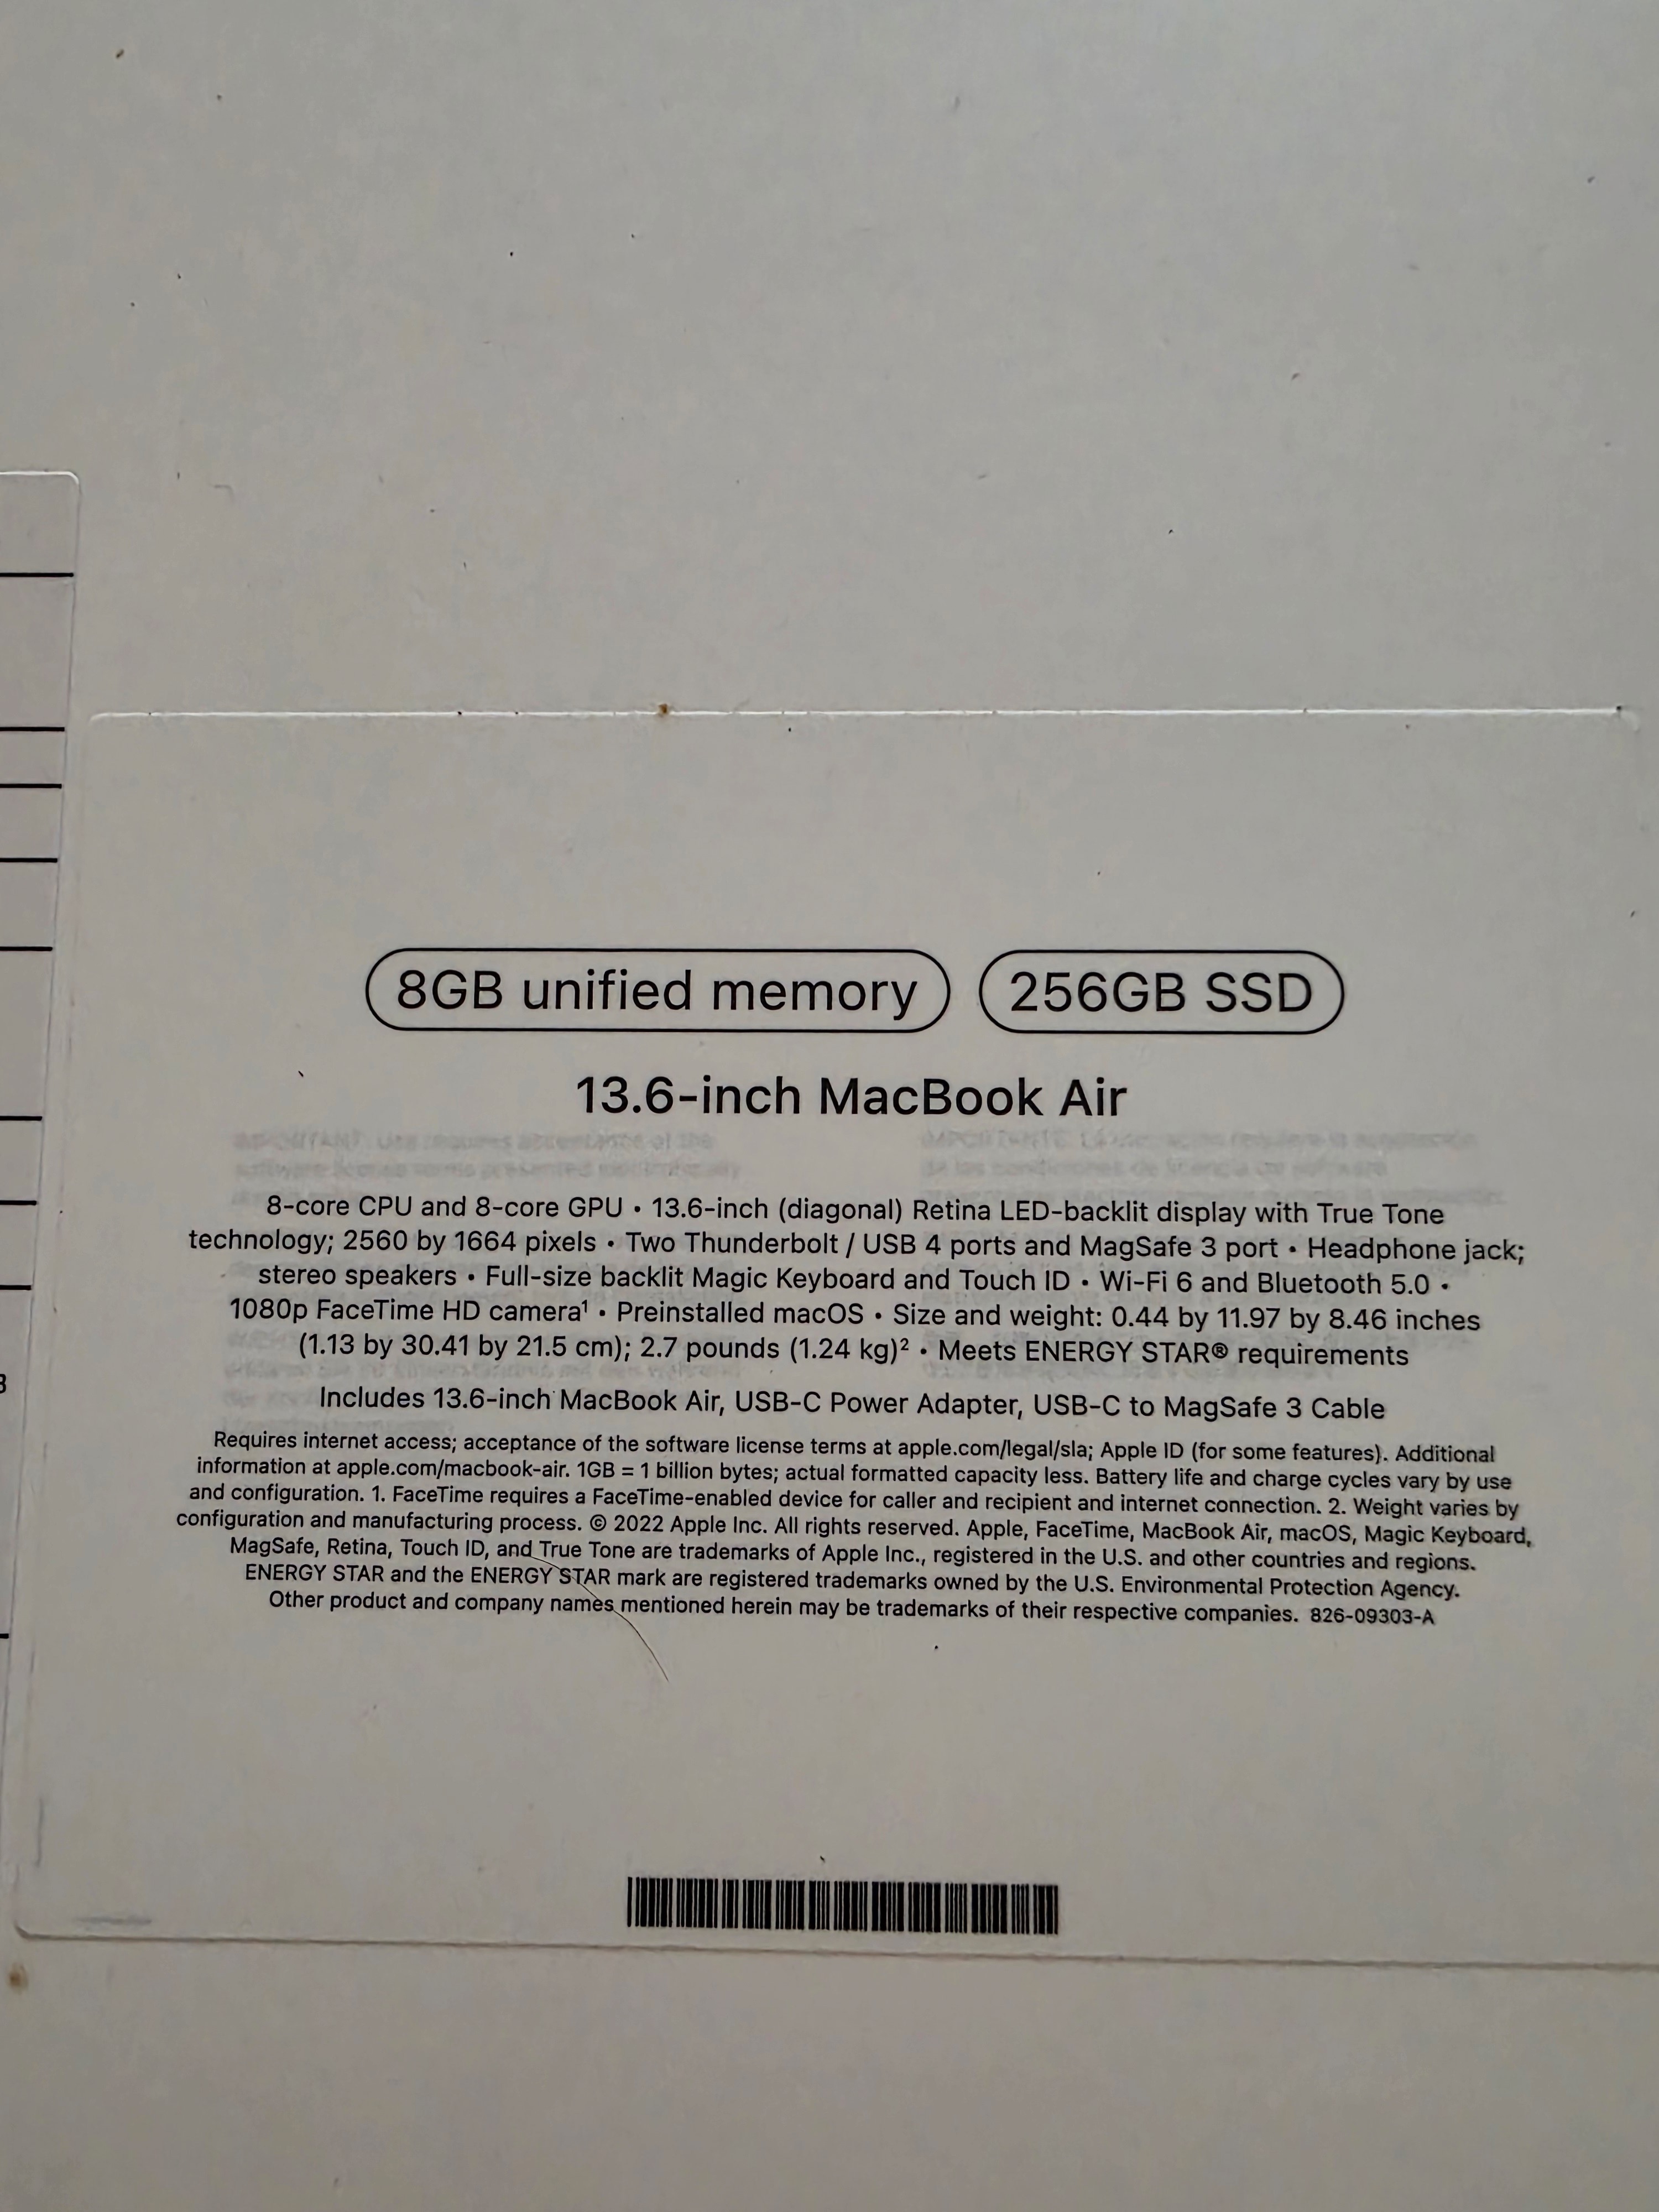 8GB unified memory 256GB SSD
13.6-inch MacBook Air
8-core CPU and 8-core GPU • 13.6-inch (diagonal) Retina LED-backlit display with True Tone
technology; 2560 by 1664 pixels • Two Thunderbolt / USB 4 ports and MagSafe 3 port • Headphone jack;
stereo speakers • Full-size backlit Magic Keyboard and Touch ID • Wi-Fi 6 and Bluetooth 5.0 •
1080p FaceTime HD camera¹ • Preinstalled macOS • Size and weight: 0.44 by 11.97 by 8.46 inches
(1.13 by 30.41 by 21.5 cm); 2.7 pounds (1.24 kg)² • Meets ENERGY STAR® requirements
Includes 13.6-inch MacBook Air, USB-C Power Adapter, USB-C to MagSafe 3 Cable
Requires internet access; acceptance of the software license terms at apple.com/legal/sla; Apple ID (for some features). Additional
information at apple.com/macbook-air. 1GB = 1 billion bytes; actual formatted capacity less. Battery life and charge cycles vary by use
and configuration. 1. FaceTime requires a FaceTime-enabled device for caller and recipient and internet connection. 2. Weight varies by
configuration and manufacturing process. © 2022 Apple Inc. All rights reserved. Apple, FaceTime, MacBook Air, macOS, Magic Keyboard,
MagSafe, Retina, Touch ID, and True Tone are trademarks of Apple Inc., registered in the U.S. and other countries and regions.
ENERGY STAR and the ENERGY STAR mark are registered trademarks owned by the U.S. Environmental Protection Agency.
Other product and company names mentioned herein may be trademarks of their respective companies. 826-09303-A